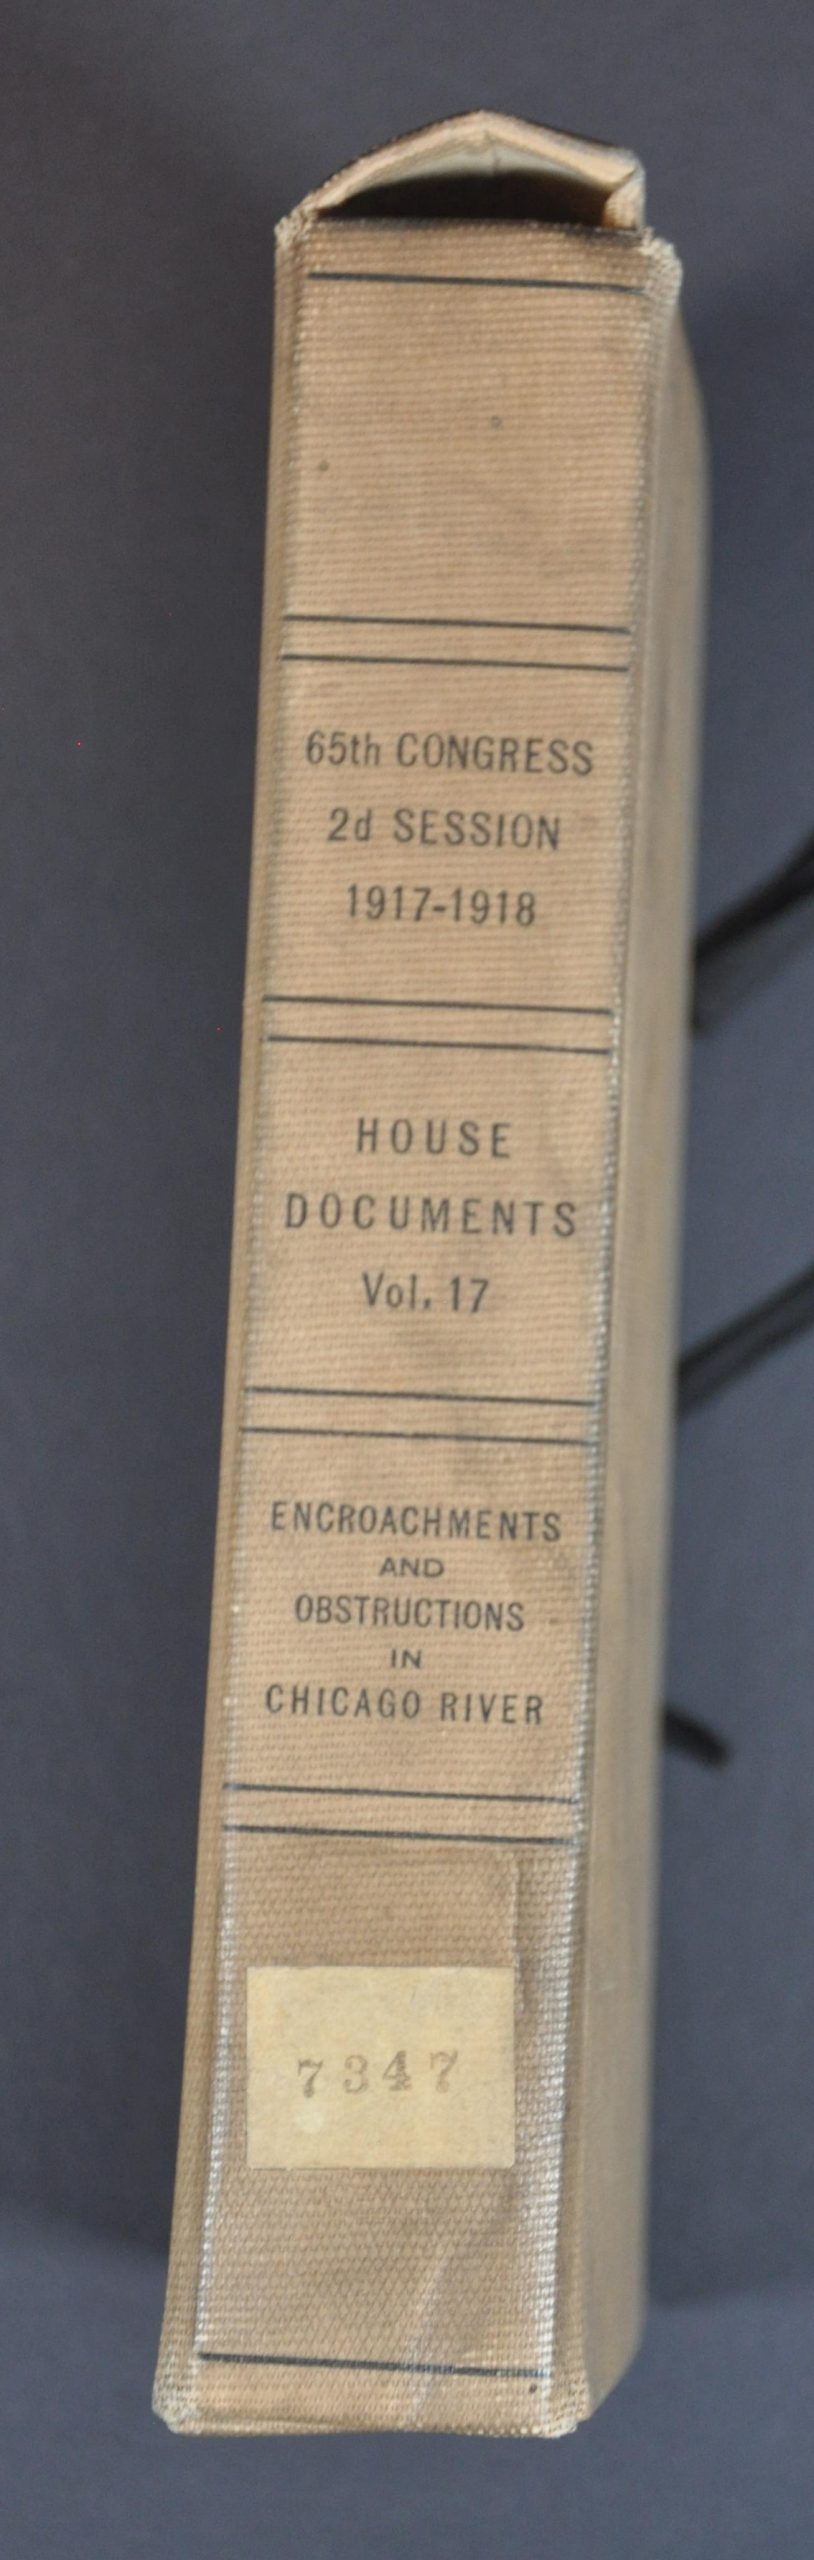 65th CONGRESS
2d SESSION
1917-1918
HOUSE
DOCUMENTS
Vol. 17
ENCROACHMENTS
AND
OBSTRUCTIONS
IN
CHICAGO RIVER
7347